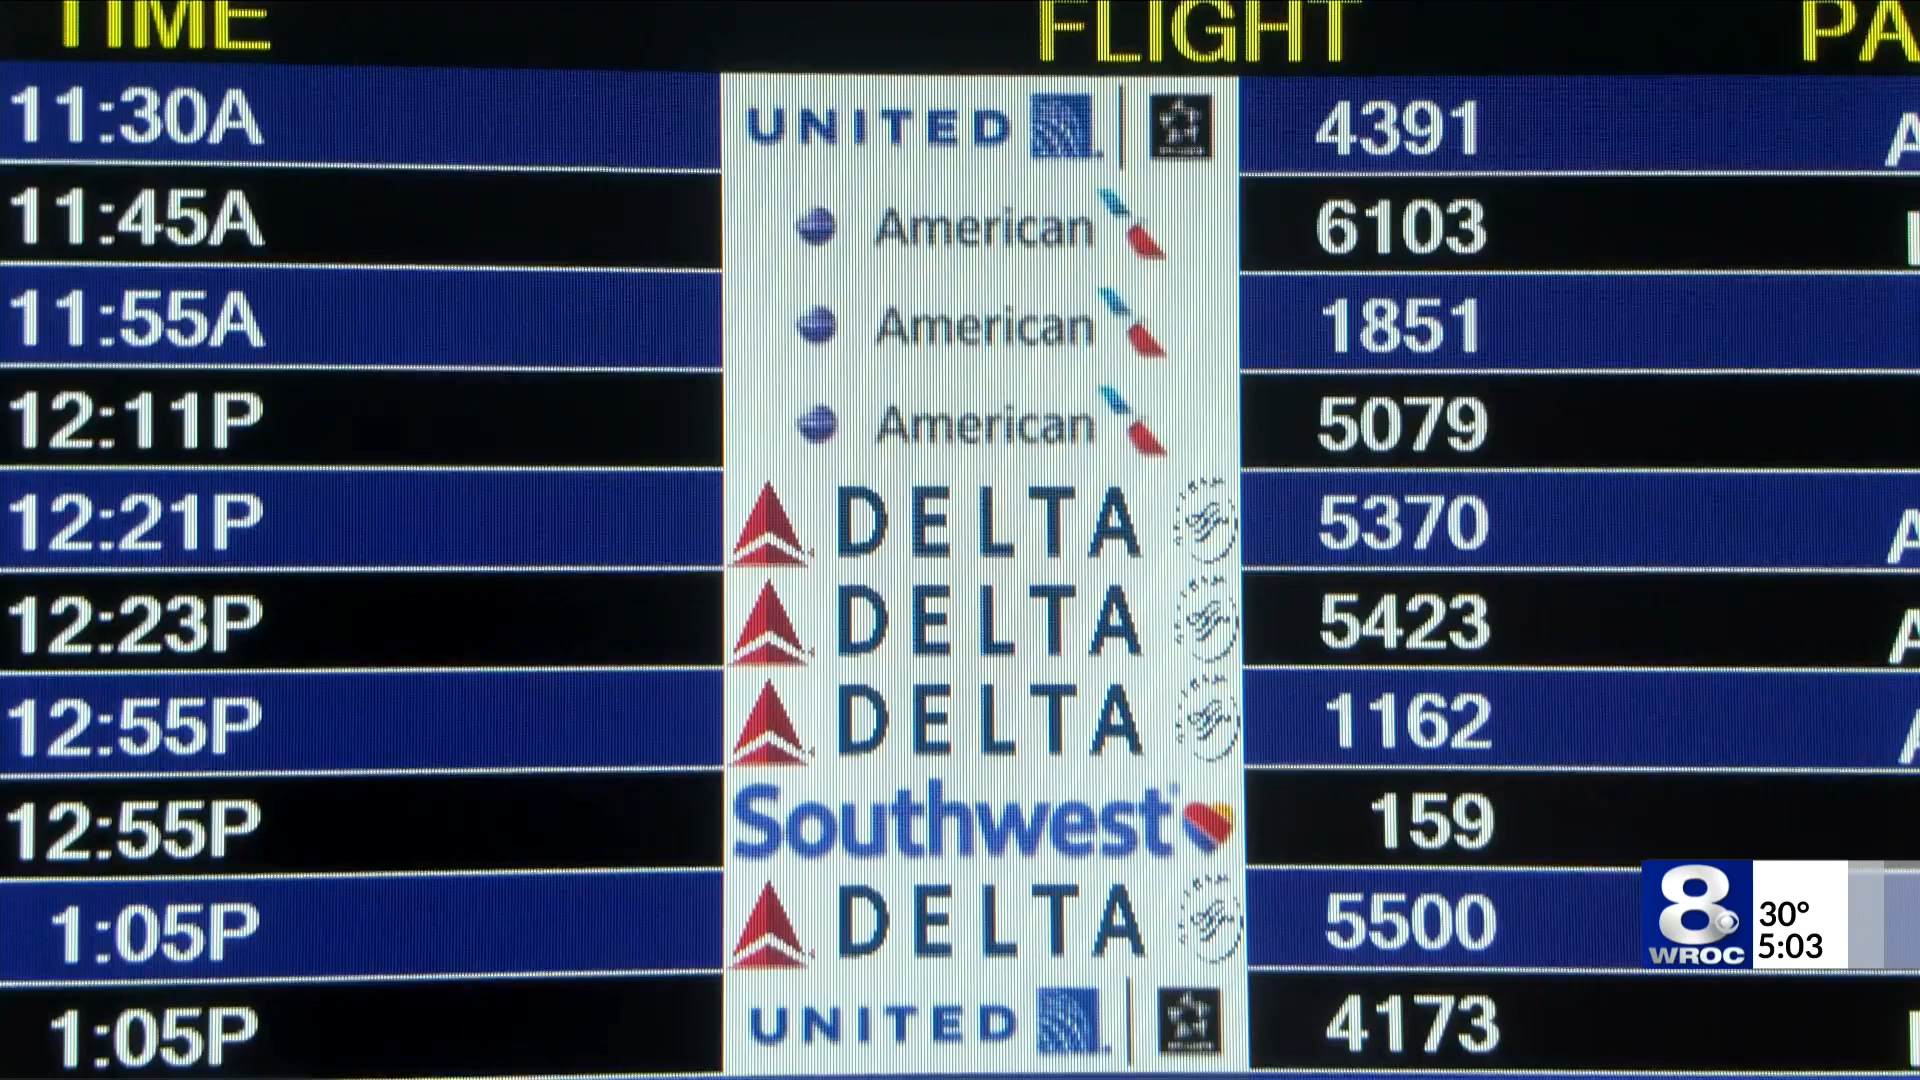 TIME FLIGHT PA
11:30A UNITED 4391 A
11:45A American 6103
11:55A American 1851
12:11P American 5079
12:21P DELTA 5370 A
12:23P DELTA 5423 A
12:55P DELTA 1162 A
12:55P Southwest 159
1:05P DELTA 5500
1:05P UNITED 4173
8
WROC
30°
5:03